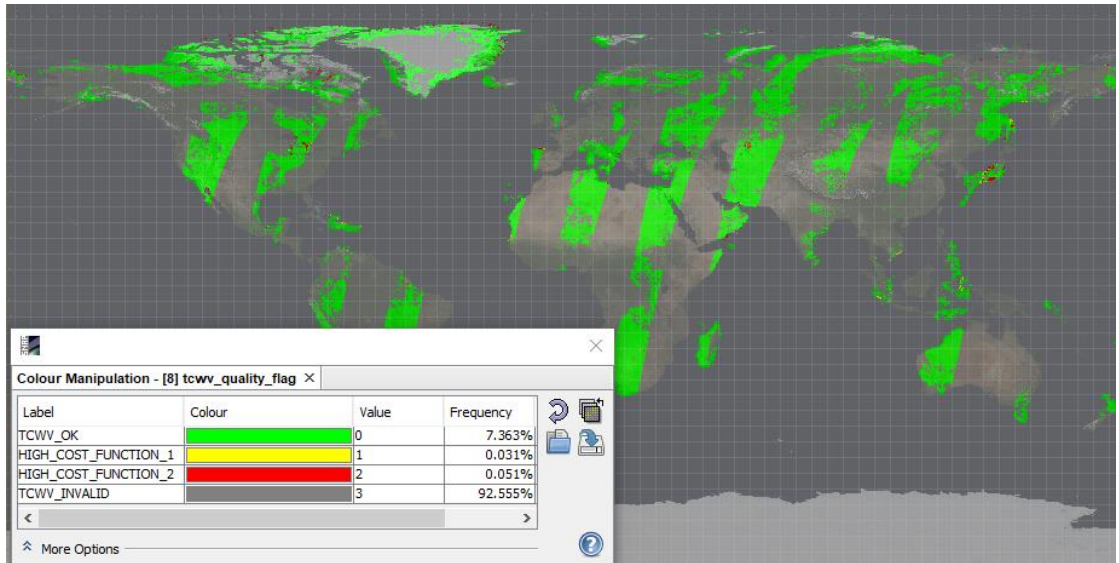 Colour Manipulation - [8] tcwv_quality_flag ×
Label Colour Value Frequency
TCWV_OK 0 7.363%
HIGH_COST_FUNCTION_1 1 0.031%
HIGH_COST_FUNCTION_2 2 0.051%
TCWV_INVALID 3 92.555%
More Options